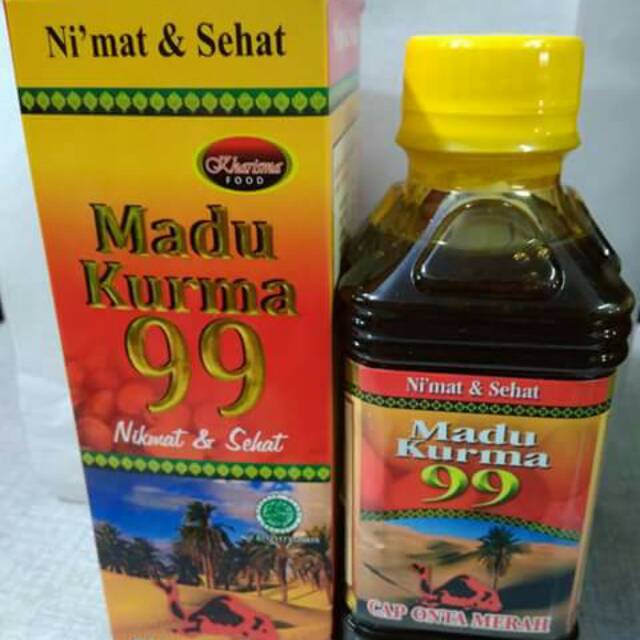 Ni'mat & Sehat
Kharisma
FOOD
Madu
Kurma
99
Nikmat & Sehat
Ni'mat & Sehat
Madu
Kurma
99
CAP ONTA MERAH